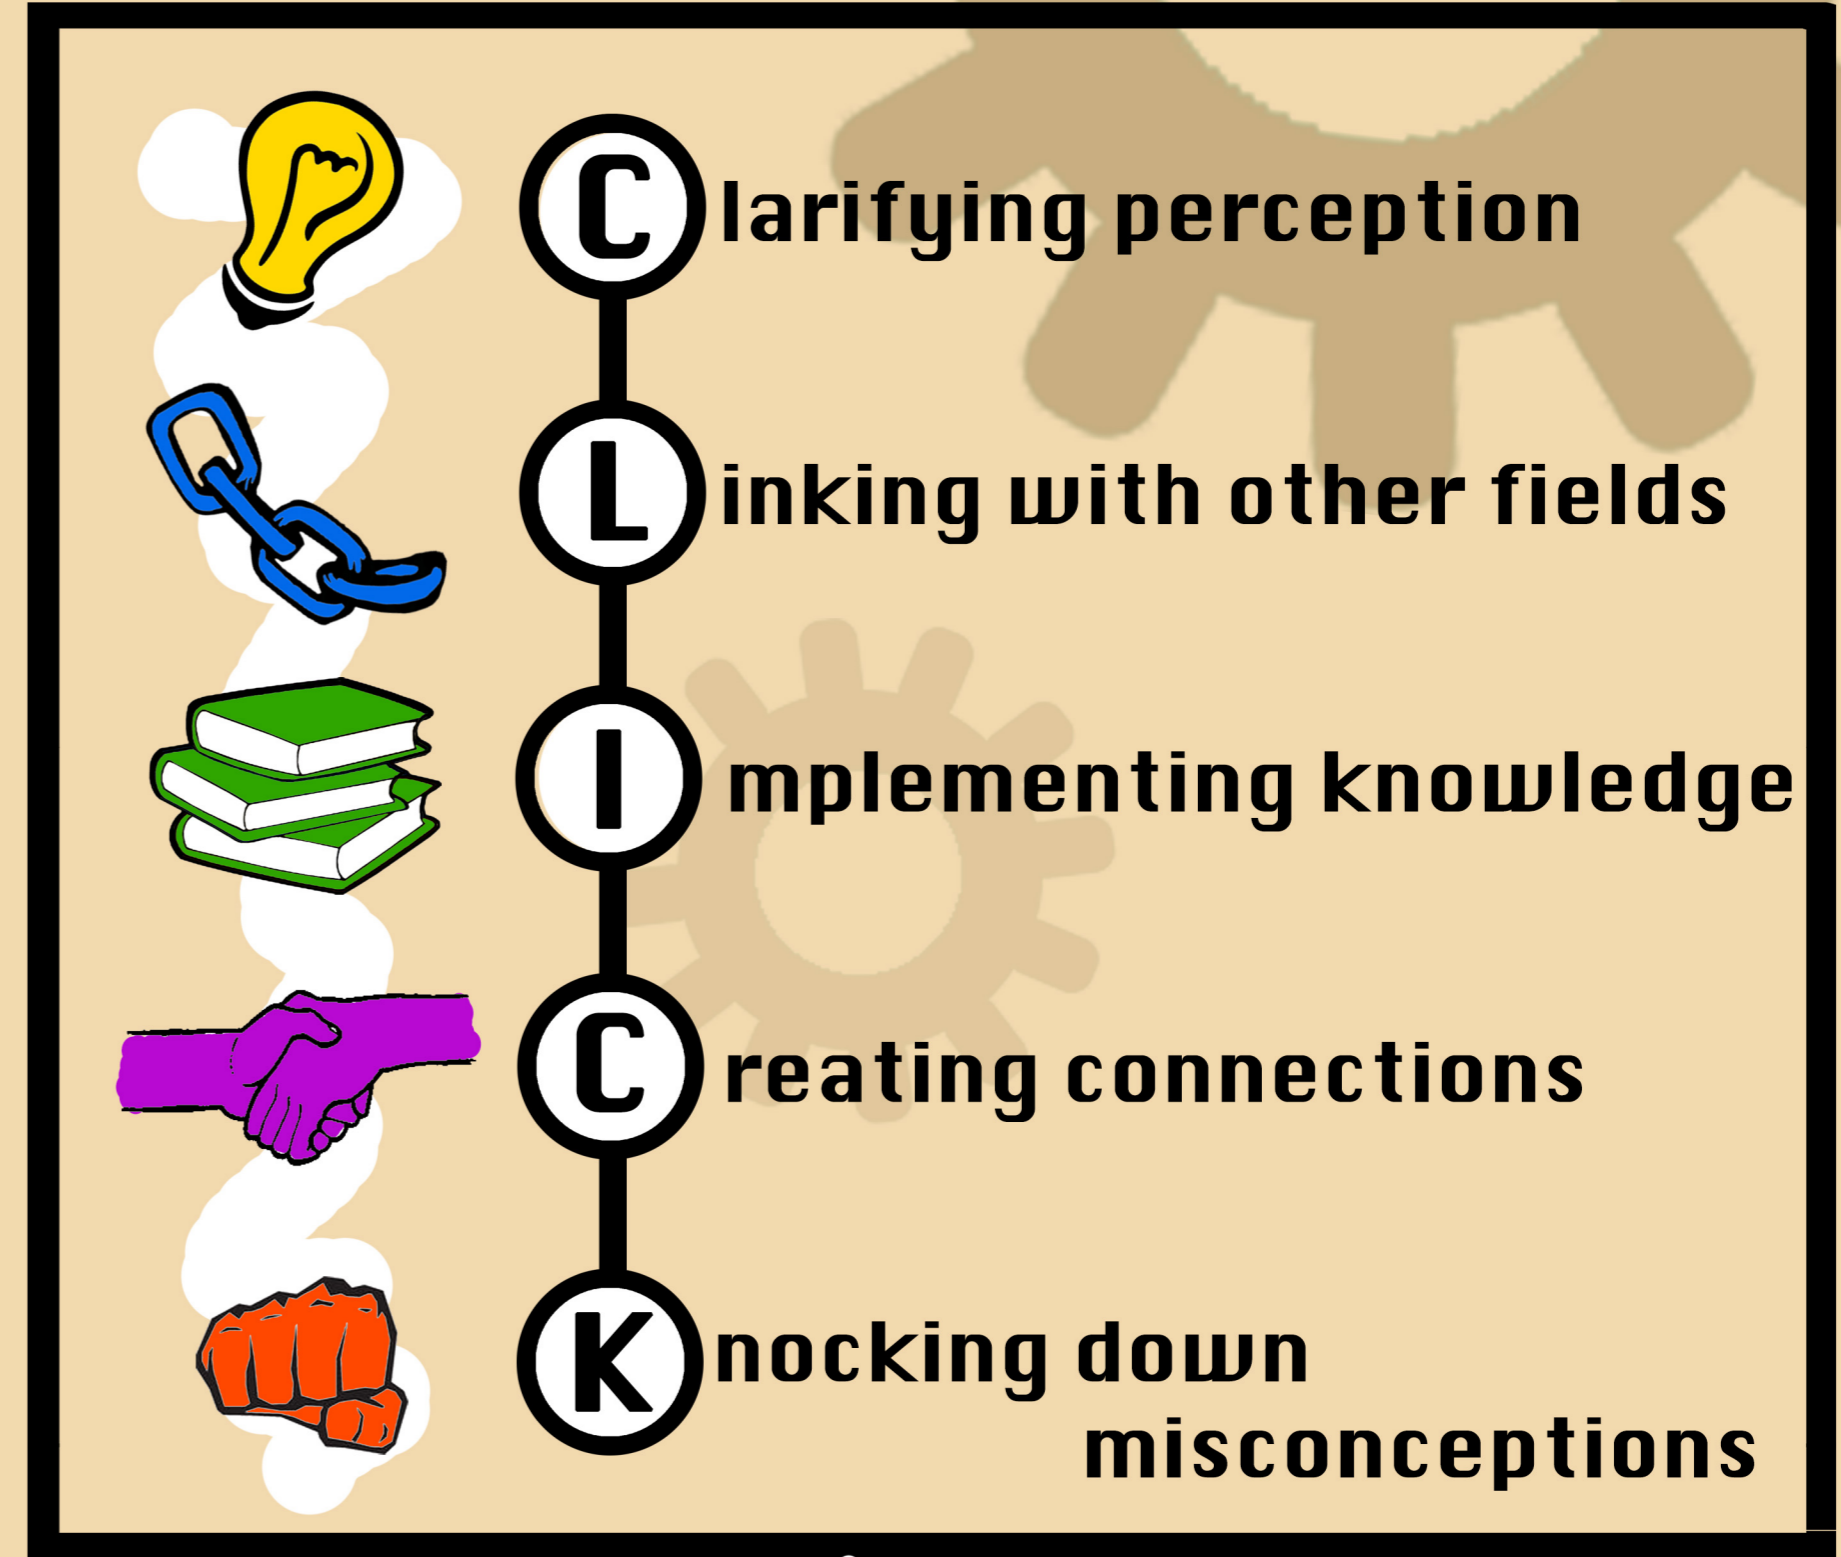 Clarifying perception
Linking with other fields
Implementing knowledge
Creating connections
Knocking down
misconceptions